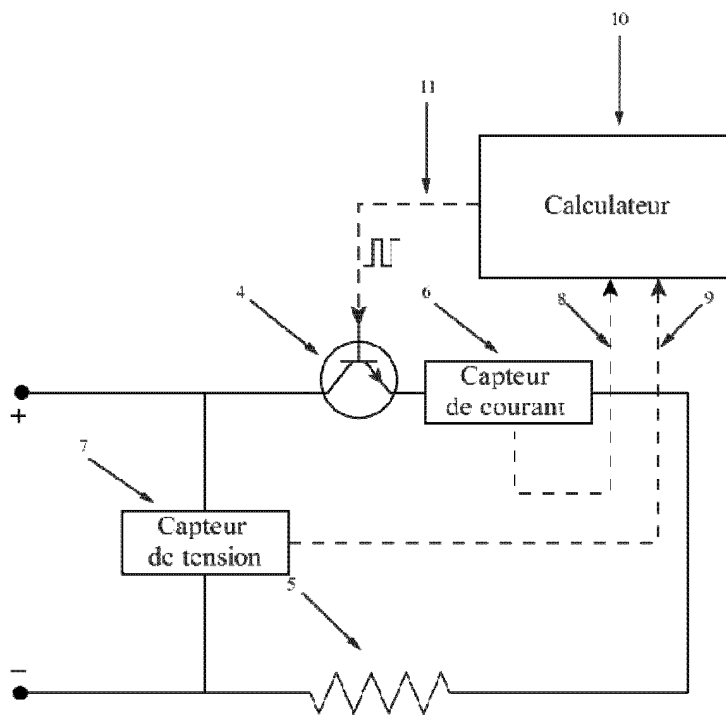 10
11
Calculateur
4
6
8
9
Capteur
de courant
+
7
Capteur
de tension
5
−